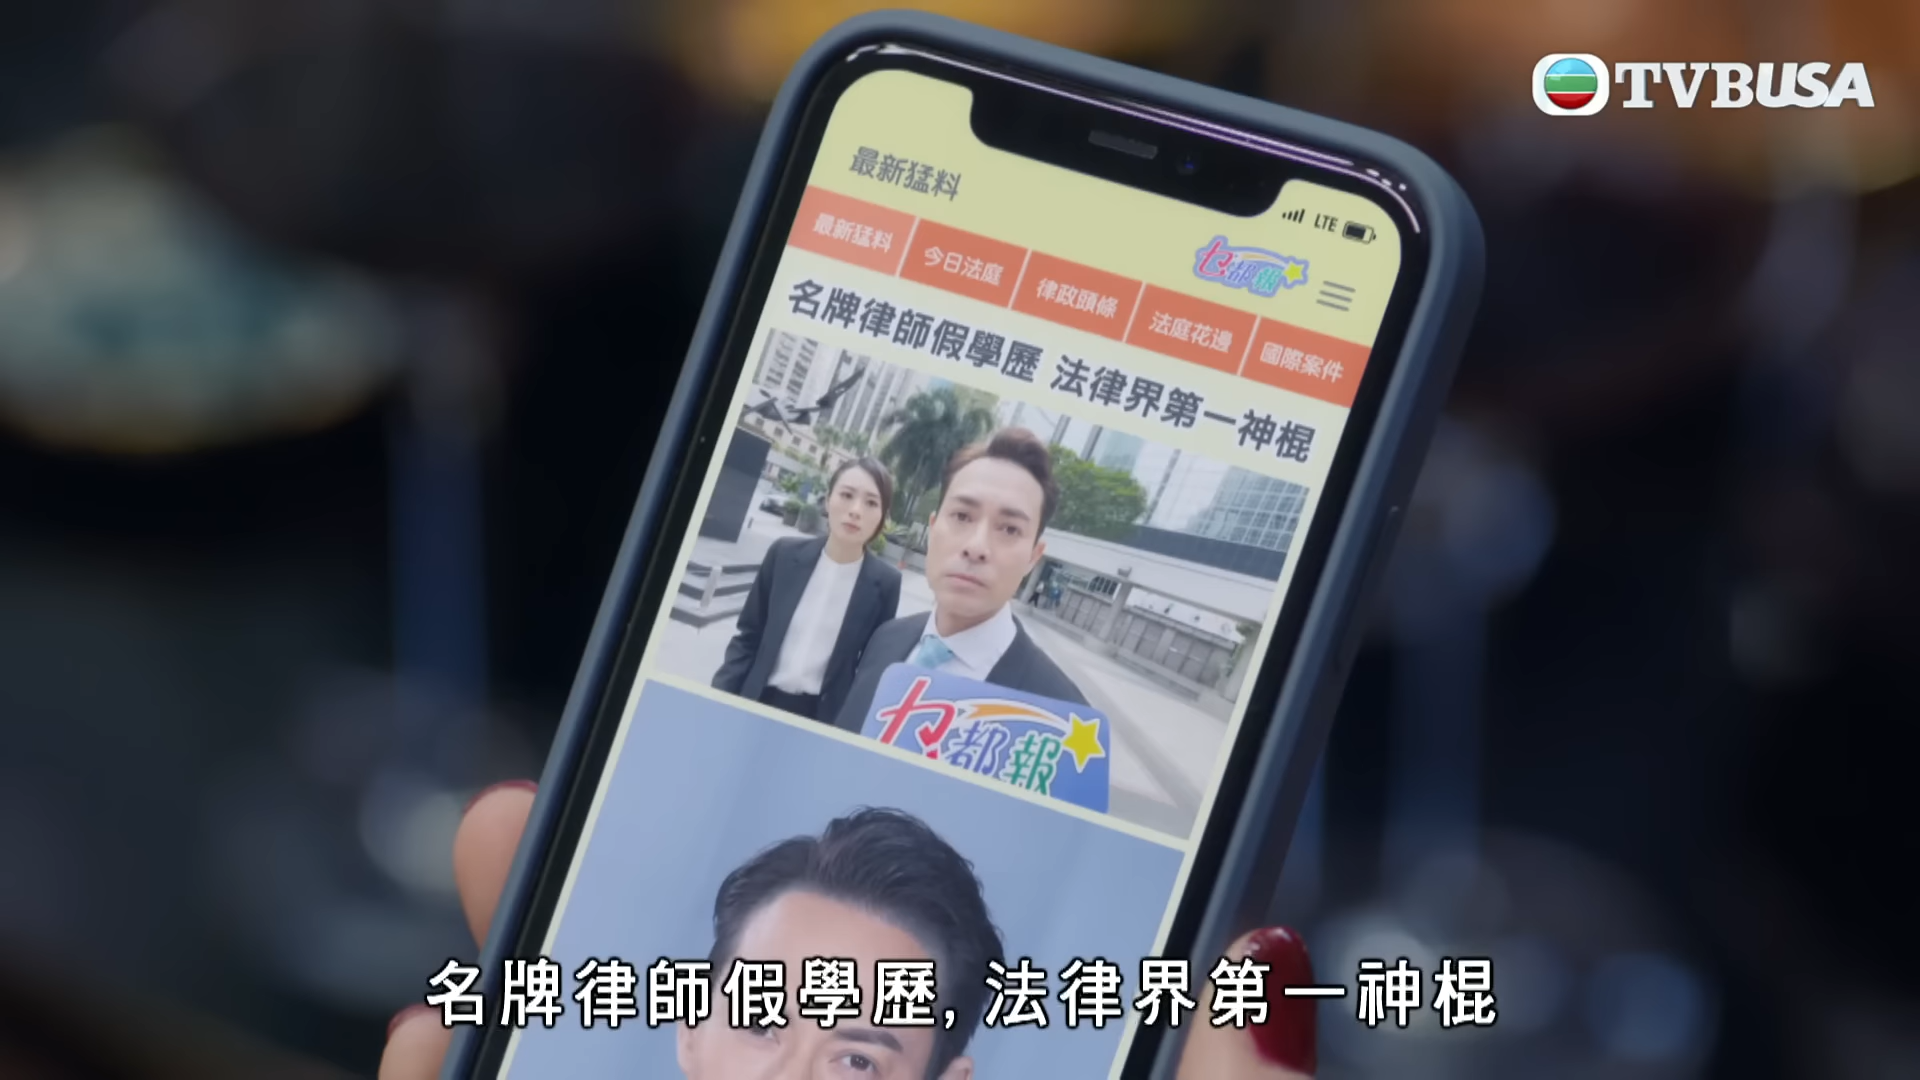 TVBUSA
最新猛料
LTE
乜都報
最新猛料
今日法庭
律政頭條
法庭花邊
國際案件
名牌律師假學歷 法律界第一神棍
乜都報
名牌律師假學歷, 法律界第一神棍